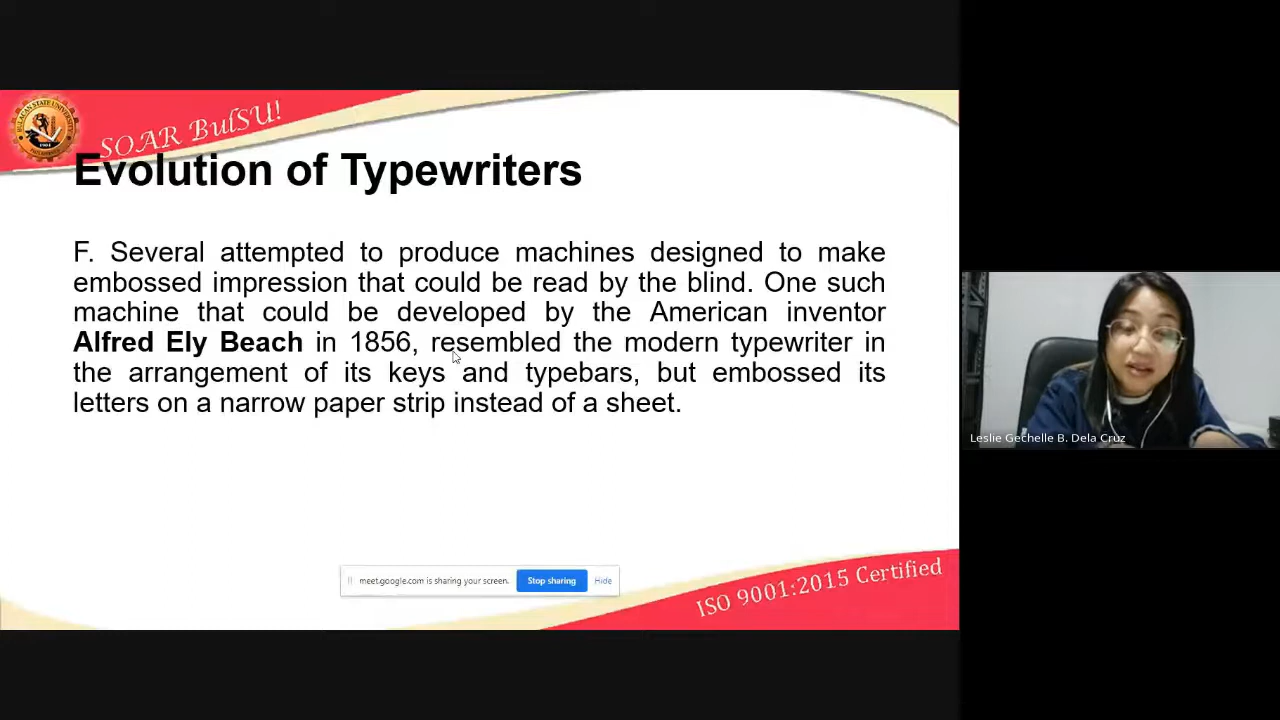 SOAR BulSU!
Evolution of Typewriters
F. Several attempted to produce machines designed to make
embossed impression that could be read by the blind. One such
machine that could be developed by the American inventor
Alfred Ely Beach in 1856, resembled the modern typewriter in
the arrangement of its keys and typebars, but embossed its
letters on a narrow paper strip instead of a sheet.
Leslie Gechelle B. Dela Cruz
meet.google.com is sharing your screen.
Stop sharing
Hide
ISO 9001:2015 Certified